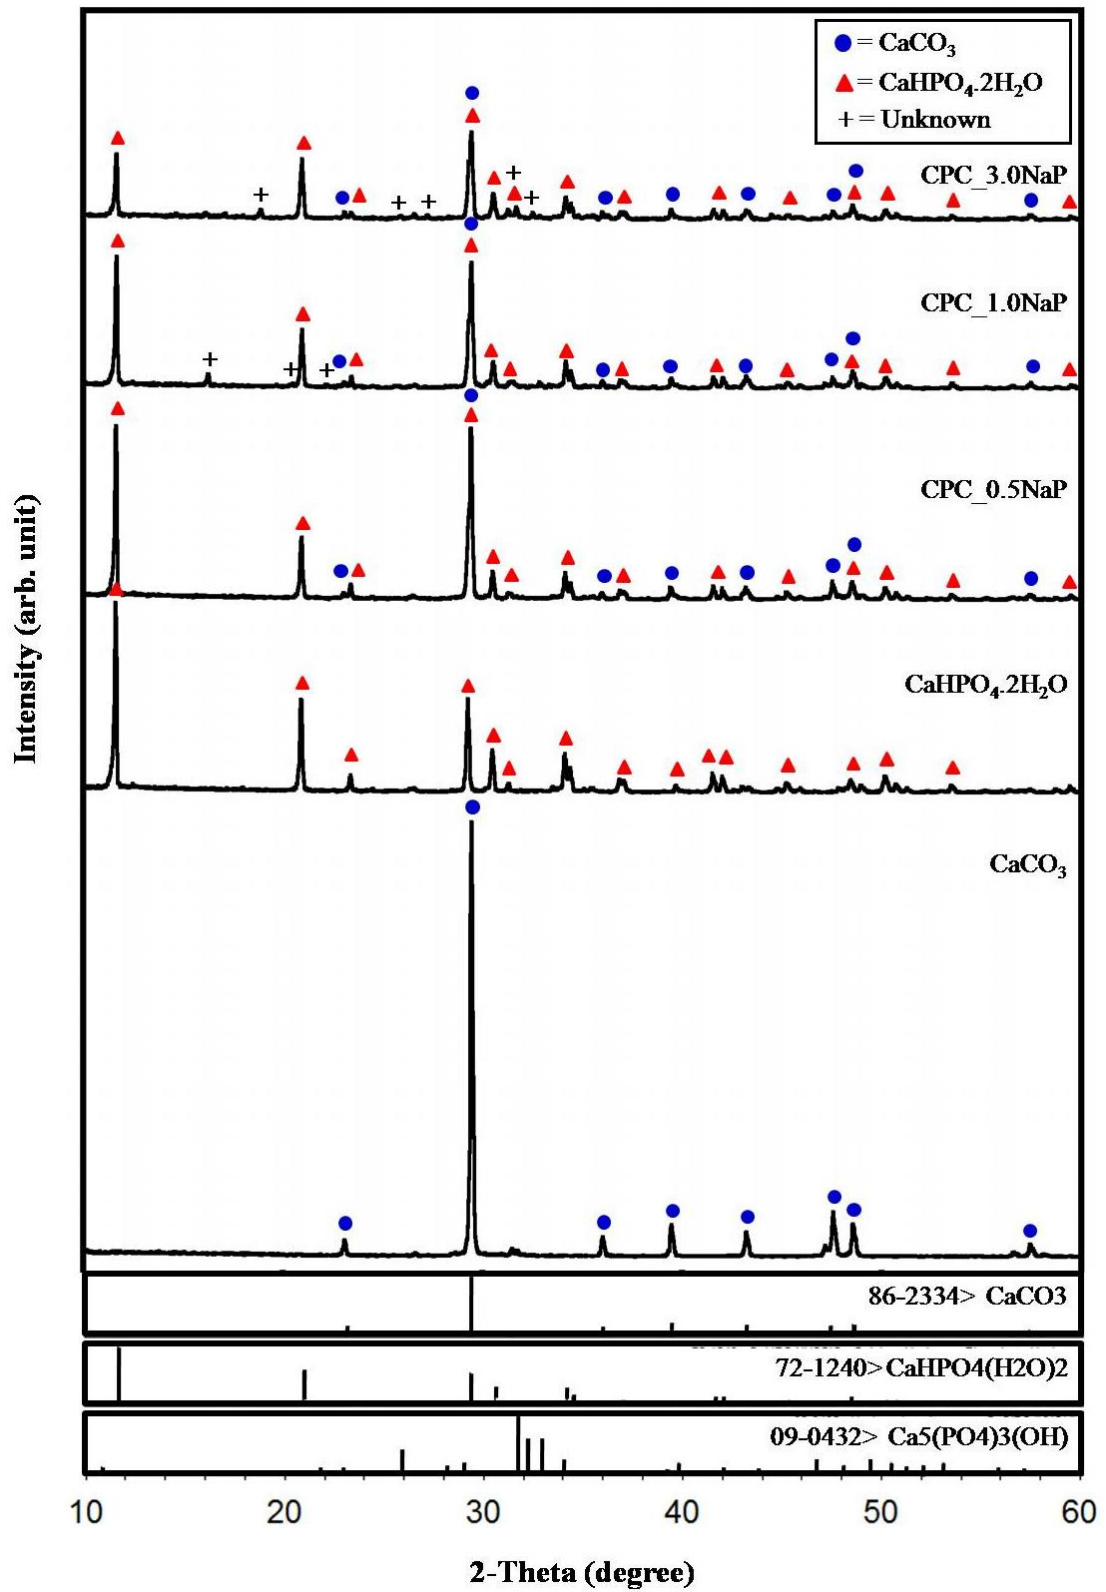 = CaCO₃
= CaHPO₄.2H₂O
+ = Unknown
CPC_3.0NaP
CPC_1.0NaP
CPC_0.5NaP
CaHPO₄.2H₂O
CaCO₃
Intensity (arb. unit)
86-2334> CaCO3
72-1240>CaHPO4(H2O)2
09-0432> Ca5(PO4)3(OH)
10 20 30 40 50 60
2-Theta (degree)